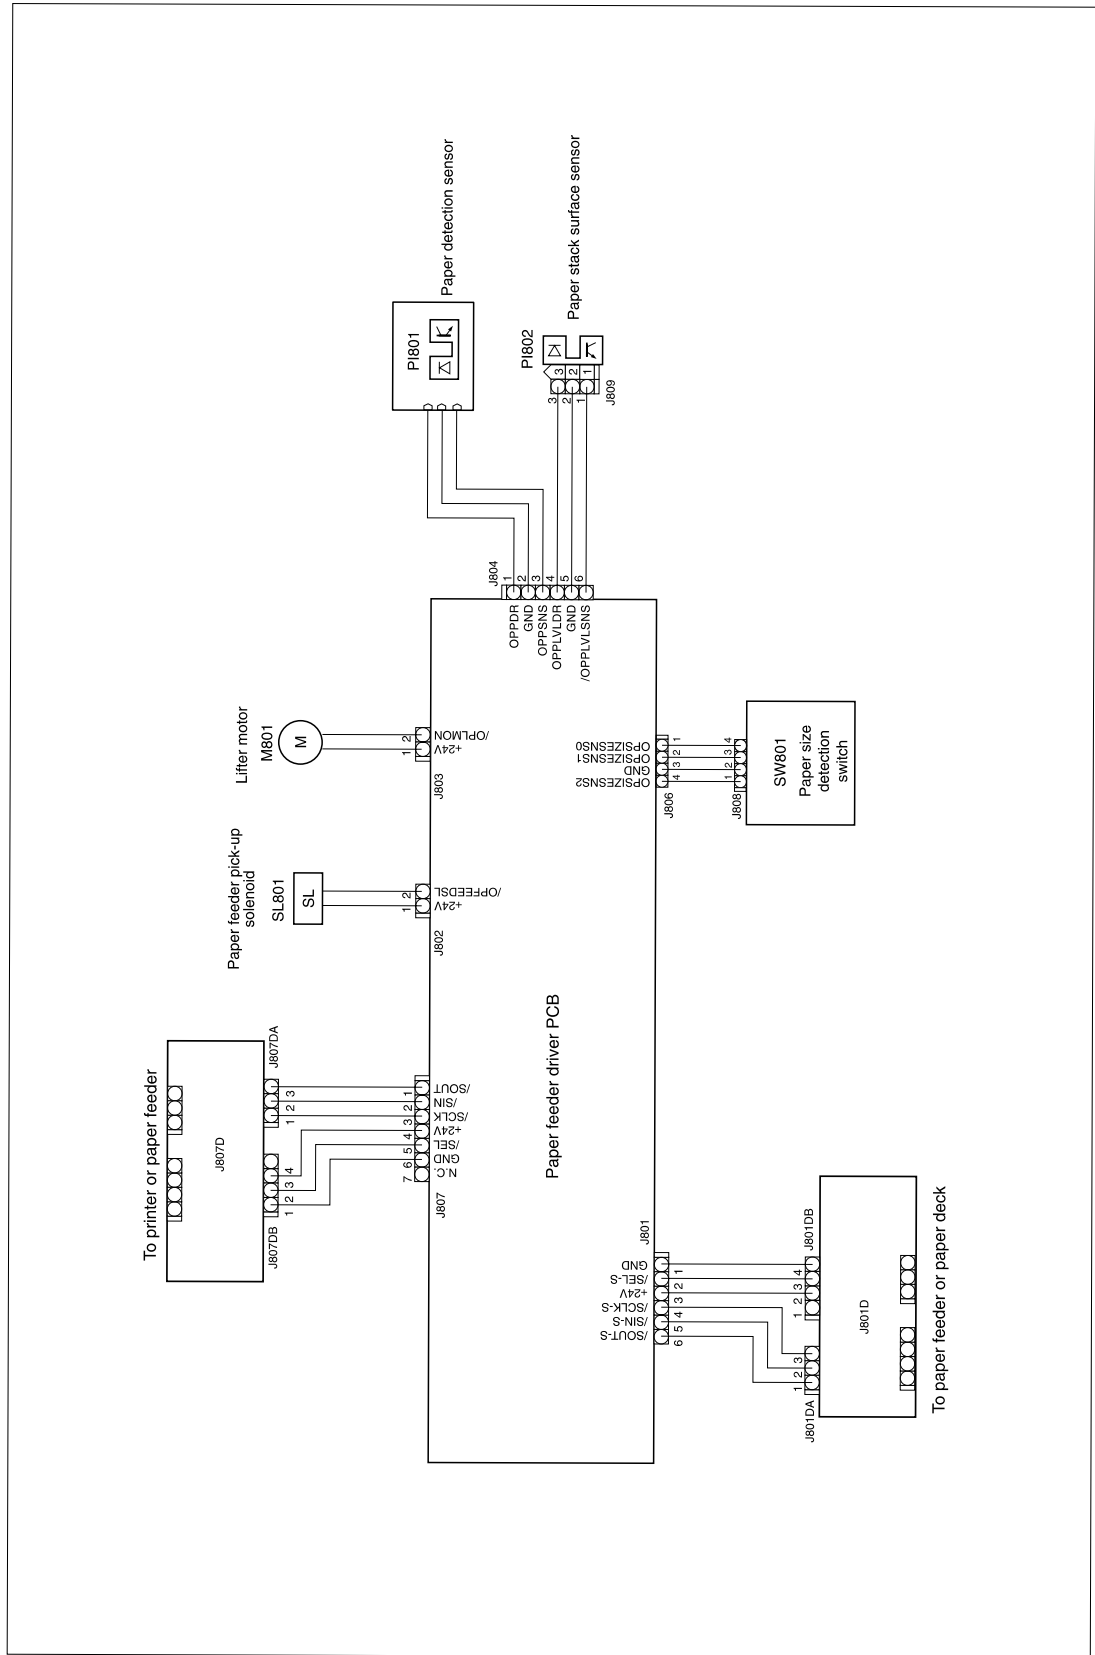 To printer or paper feeder
J807D
J807DB
1 2 3 4
1 2 3
J807DA
Paper feeder pick-up
solenoid
SL801
SL
1 2
Lifter motor
M801
M
1 2
J807
7 6 5 4 3 2 1
N.C.
GND
/SEL
+24V
/SCLK
/SIN
/SOUT
J802
+24V
/OPFEEDSL
J803
+24V
/OPLMON
Paper feeder driver PCB
J804
1
2
3
4
5
6
OPPDR
GND
OPPSNS
OPPLVLDR
GND
/OPPLVLSNS
PI801
Paper detection sensor
PI802
Paper stack surface sensor
3
2
1
3
2
1
J809
J801
/SOUT-S
/SIN-S
/SCLK-S
+24V
/SEL-S
GND
6 5 4 3 2 1
J801DA
1 2 3
1 2 3 4
J801DB
J801D
To paper feeder or paper deck
OPSIZESNS2
GND
OPSIZESNS1
OPSIZESNS0
J806
4 3 2 1
J808
1 2 3 4
SW801
Paper size
detection
switch